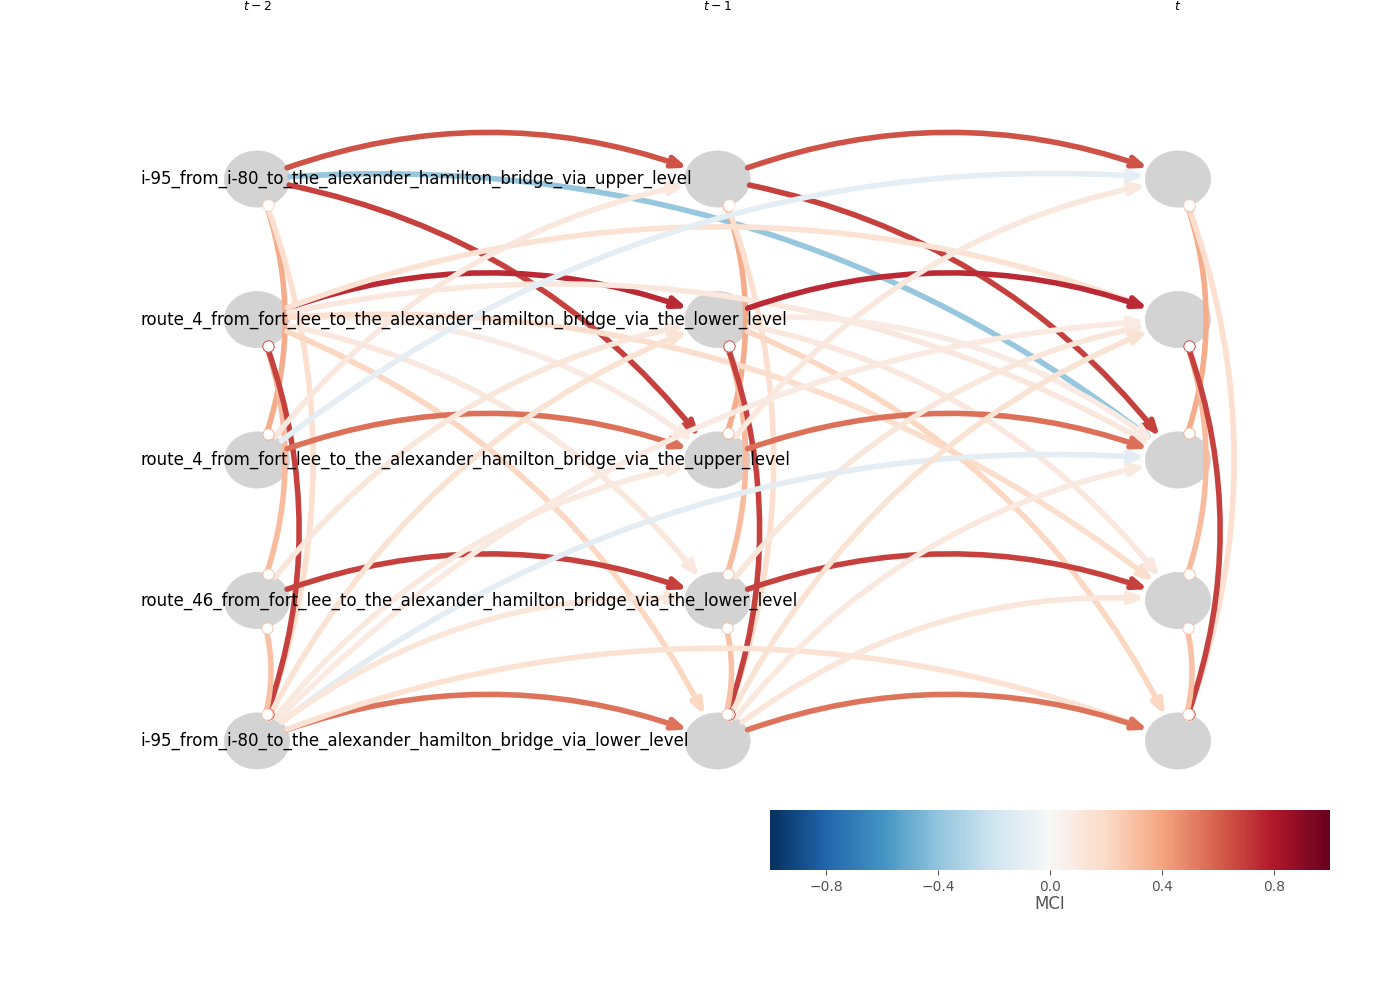 t − 2 t − 1 t
i-95_from_i-80_to_the_alexander_hamilton_bridge_via_upper_level
route_4_from_fort_lee_to_the_alexander_hamilton_bridge_via_the_lower_level
route_4_from_fort_lee_to_the_alexander_hamilton_bridge_via_the_upper_level
route_46_from_fort_lee_to_the_alexander_hamilton_bridge_via_the_lower_level
i-95_from_i-80_to_the_alexander_hamilton_bridge_via_lower_level
−0.8 −0.4 0.0 0.4 0.8
MCI